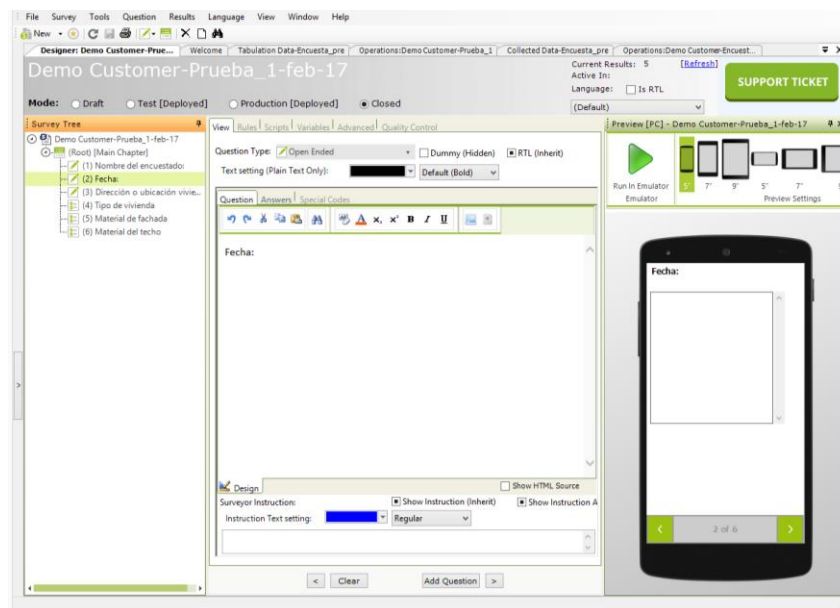 File Survey Tools Question Results Language View Window Help
New
Designer: Demo Customer-Prue... Welcome Tabulation Data-Encuesta_pre Operations:Demo Customer-Prueba_1 Collected Data-Encuesta_pre Operations:Demo Customer-Encuest...
Demo Customer-Prueba_1-feb-17
Current Results: 5 [Refresh]
Active In:
Language: Is RTL
(Default)
SUPPORT TICKET
Mode: Draft Test [Deployed] Production [Deployed] Closed
Survey Tree
Demo Customer-Prueba_1-feb-17
(Root) [Main Chapter]
(1) Nombre del encuestado:
(2) Fecha:
(3) Dirección o ubicación vivie...
(4) Tipo de vivienda
(5) Material de fachada
(6) Material del techo
View Rules Scripts Variables Advanced Quality Control
Question Type: Open Ended Dummy (Hidden) RTL (Inherit)
Text setting (Plain Text Only): Default (Bold)
Question Answers Special Codes
A x, x² B I U
Fecha:
Design Show HTML Source
Surveyor Instruction: Show Instruction (Inherit) Show Instruction A
Instruction Text setting: Regular
< Clear Add Question >
Preview [PC] - Demo Customer-Prueba_1-feb-17
Run In Emulator 5" 7" 9" 5" 7"
Emulator Preview Settings
Fecha:
< 2 of 6 >